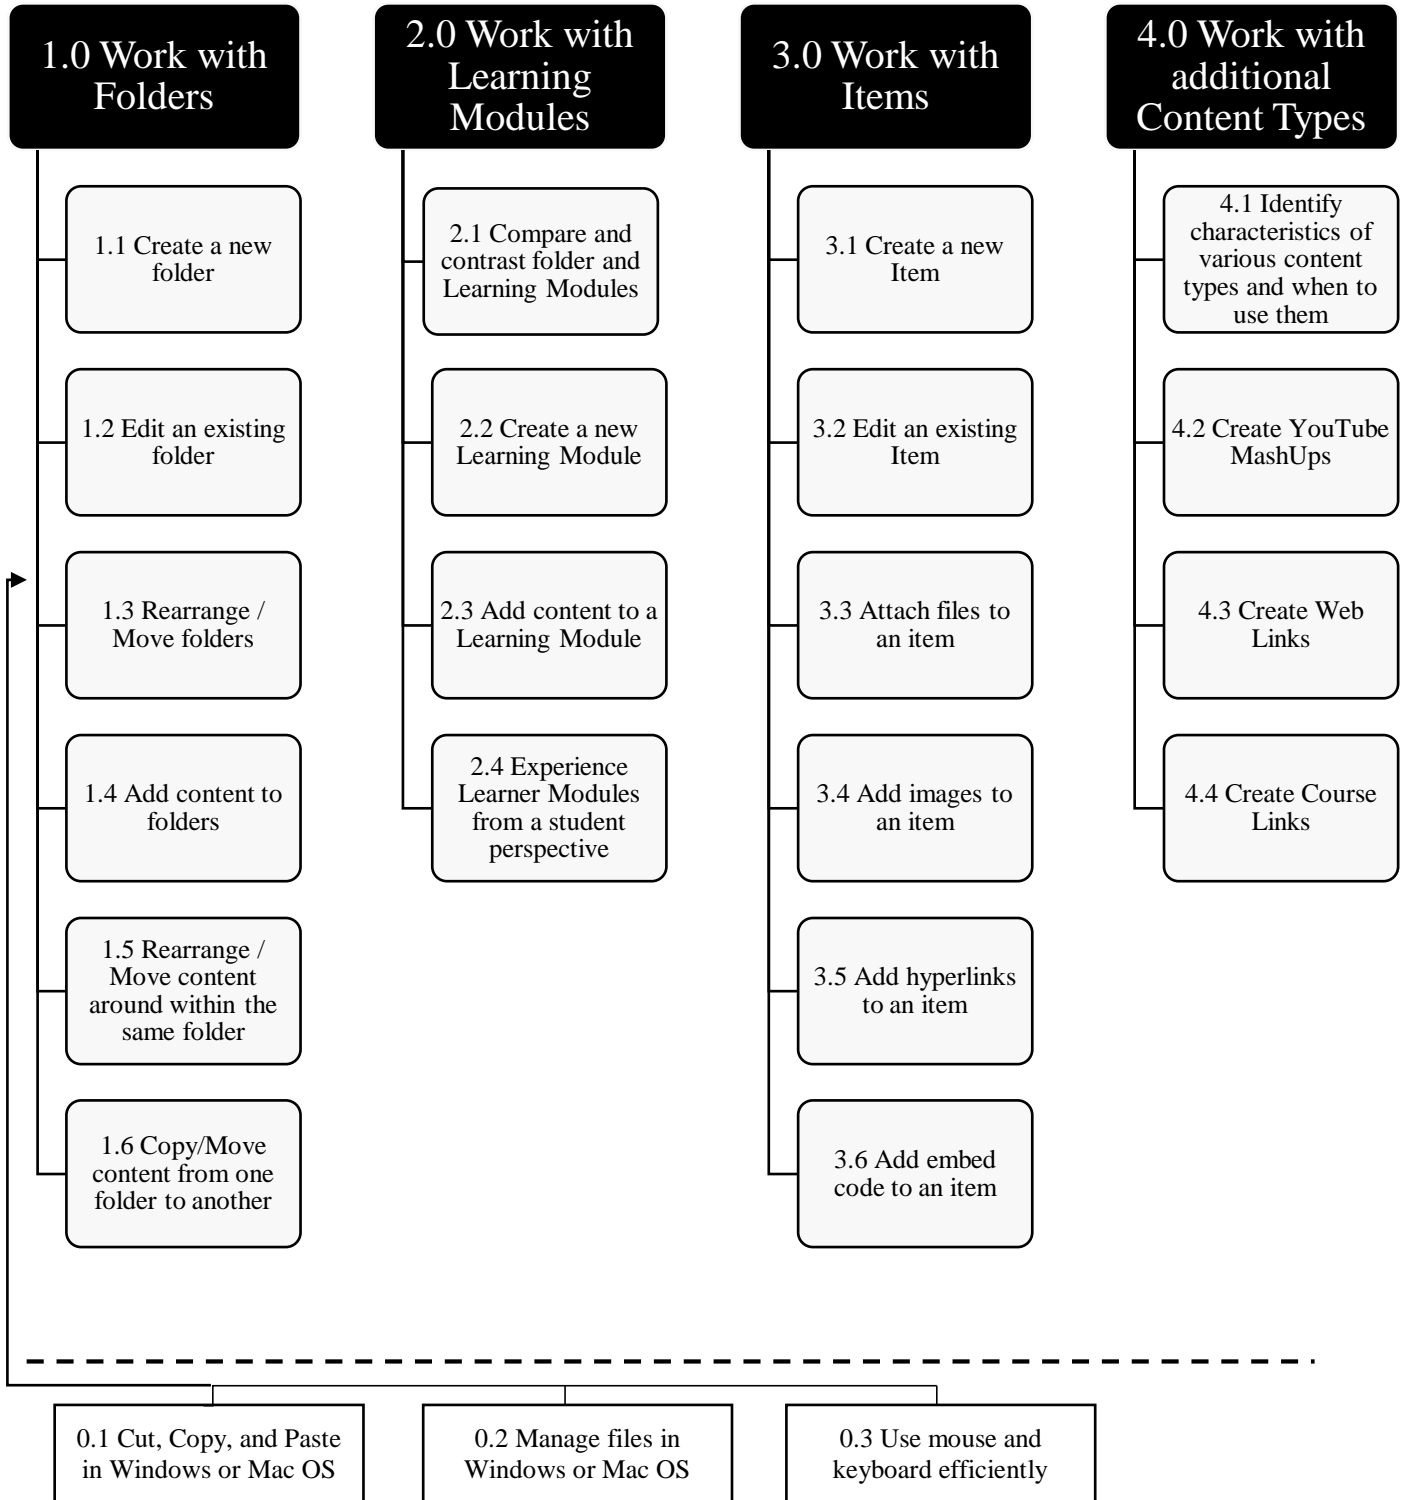 1.0 Work with
Folders
2.0 Work with
Learning
Modules
3.0 Work with
Items
4.0 Work with
additional
Content Types
1.1 Create a new
folder
1.2 Edit an existing
folder
1.3 Rearrange /
Move folders
1.4 Add content to
folders
1.5 Rearrange /
Move content
around within the
same folder
1.6 Copy/Move
content from one
folder to another
2.1 Compare and
contrast folder and
Learning Modules
2.2 Create a new
Learning Module
2.3 Add content to a
Learning Module
2.4 Experience
Learner Modules
from a student
perspective
3.1 Create a new
Item
3.2 Edit an existing
Item
3.3 Attach files to
an item
3.4 Add images to
an item
3.5 Add hyperlinks
to an item
3.6 Add embed
code to an item
4.1 Identify
characteristics of
various content
types and when to
use them
4.2 Create YouTube
MashUps
4.3 Create Web
Links
4.4 Create Course
Links
0.1 Cut, Copy, and Paste
in Windows or Mac OS
0.2 Manage files in
Windows or Mac OS
0.3 Use mouse and
keyboard efficiently